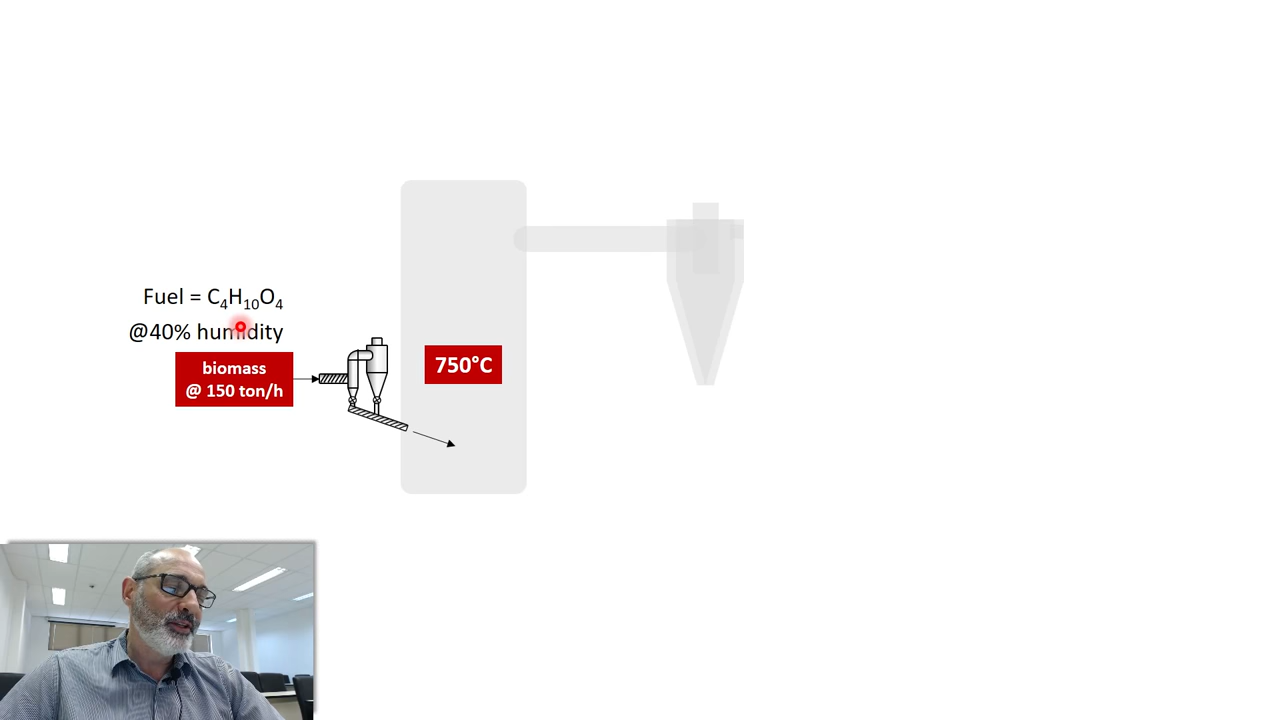 Fuel = C₄H₁₀O₄
@40% humidity
biomass
@ 150 ton/h
750°C